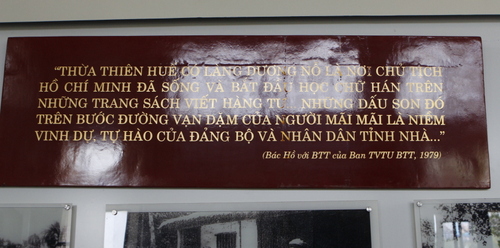 “THỪA THIÊN HUẾ CÓ LÀNG DƯƠNG NỖ LÀ NƠI CHỦ TỊCH
HỒ CHÍ MINH ĐÃ SỐNG VÀ BẮT ĐẦU HỌC CHỮ HÁN TRÊN
NHỮNG TRANG SÁCH VIẾT HÀNG NHỮNG DẤU SON ĐỎ
TRÊN BƯỚC ĐƯỜNG VẠN DẶM CỦA NGƯỜI MÃI MÃI LÀ NIỀM
VINH DỰ, TỰ HÀO CỦA ĐẢNG BỘ VÀ NHÂN DÂN TỈNH NHÀ...”
(Bác Hồ với BTT của Ban TVTU BTT, 1979)